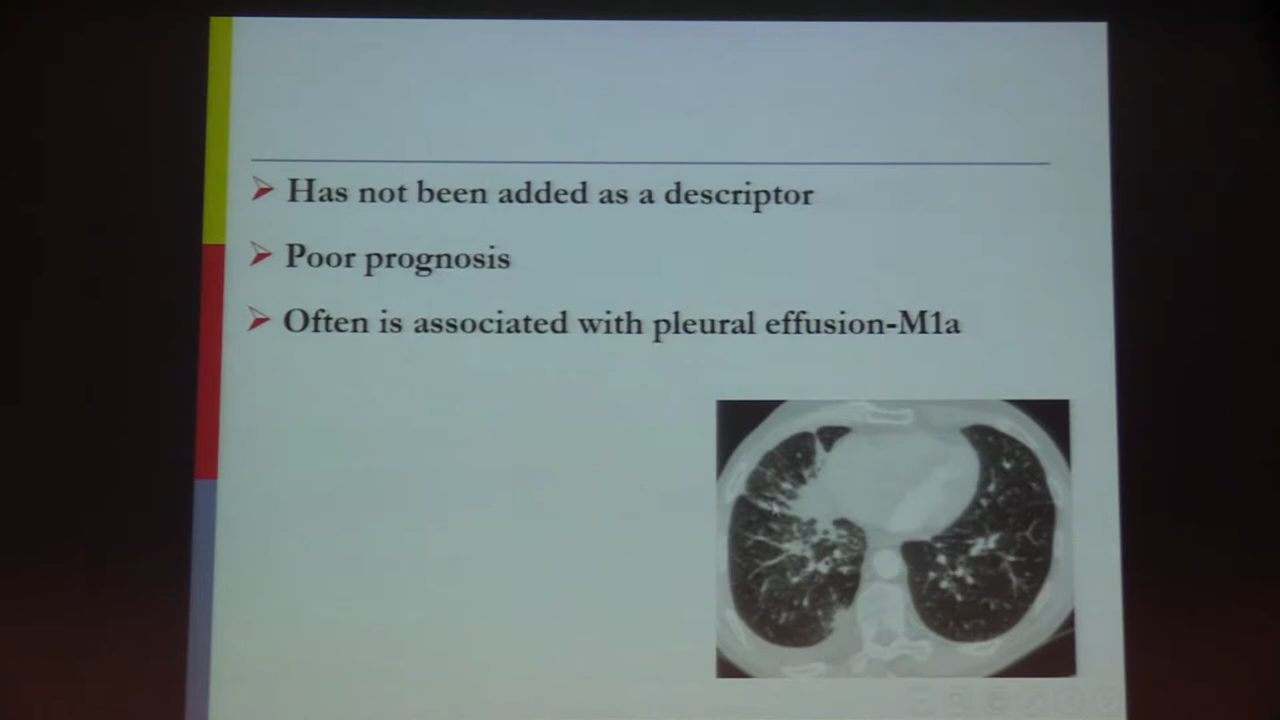 Has not been added as a descriptor
Poor prognosis
Often is associated with pleural effusion-M1a